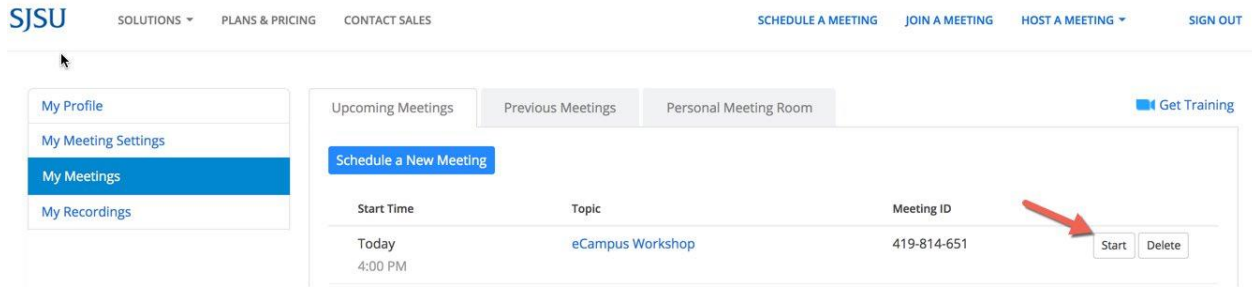 SJSU SOLUTIONS PLANS & PRICING CONTACT SALES SCHEDULE A MEETING JOIN A MEETING HOST A MEETING SIGN OUT
My Profile
My Meeting Settings
My Meetings
My Recordings
Upcoming Meetings Previous Meetings Personal Meeting Room Get Training
Schedule a New Meeting
Start Time Topic Meeting ID
Today eCampus Workshop 419-814-651 Start Delete
4:00 PM